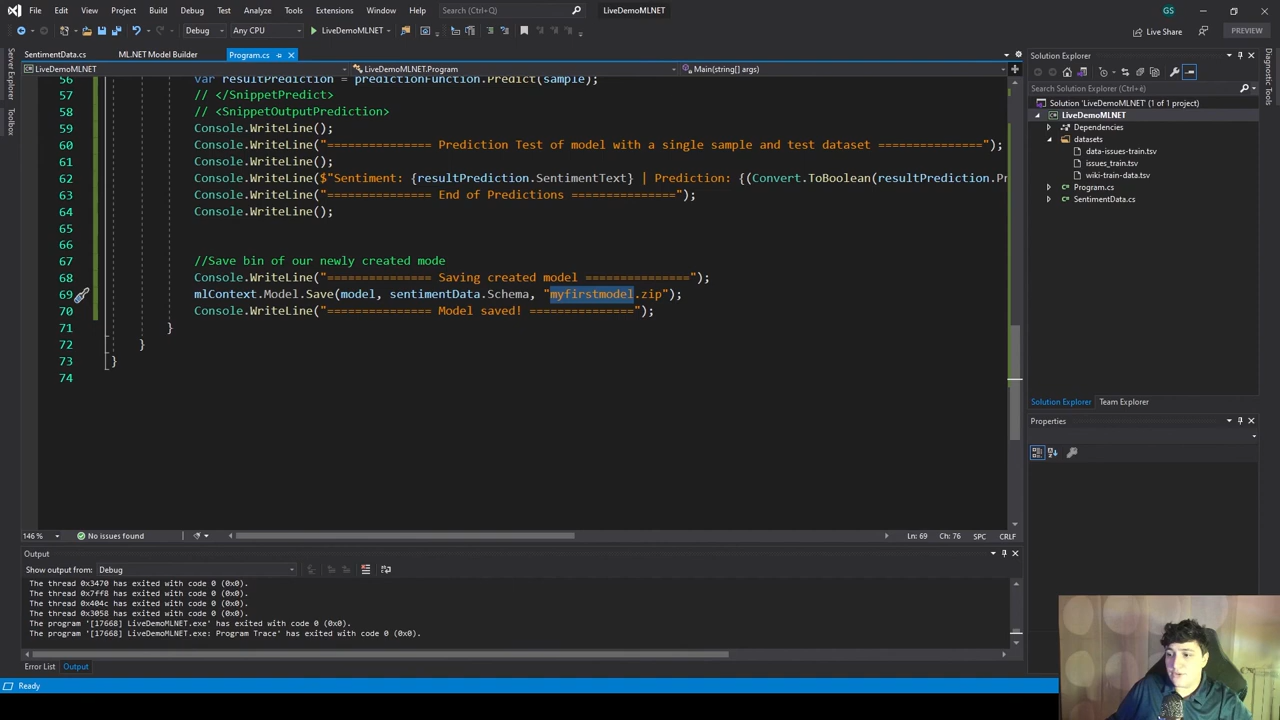 File Edit View Project Build Debug Test Analyze Tools Extensions Window Help Search (Ctrl+Q) LiveDemoMLNET GS
Debug Any CPU LiveDemoMLNET Live Share PREVIEW
SentimentData.cs ML.NET Model Builder Program.cs
LiveDemoMLNET LiveDemoMLNET.Program Main(string[] args)
Server Explorer
Toolbox
56 var resultPrediction = predictionFunction.Predict(sample);
57 // </SnippetPredict>
58 // <SnippetOutputPrediction>
59 Console.WriteLine();
60 Console.WriteLine("=============== Prediction Test of model with a single sample and test dataset ===============");
61 Console.WriteLine();
62 Console.WriteLine($"Sentiment: {resultPrediction.SentimentText} | Prediction: {(Convert.ToBoolean(resultPrediction.Pr
63 Console.WriteLine("=============== End of Predictions ===============");
64 Console.WriteLine();
65
66
67 //Save bin of our newly created mode
68 Console.WriteLine("=============== Saving created model ===============");
69 mlContext.Model.Save(model, sentimentData.Schema, "myfirstmodel.zip");
70 Console.WriteLine("=============== Model saved! ===============");
71 }
72 }
73 }
74
146 % No issues found Ln: 69 Ch: 76 SPC CRLF
Output
Show output from: Debug
The thread 0x3470 has exited with code 0 (0x0).
The thread 0x7ff8 has exited with code 0 (0x0).
The thread 0x404c has exited with code 0 (0x0).
The thread 0x3058 has exited with code 0 (0x0).
The program '[17668] LiveDemoMLNET.exe' has exited with code 0 (0x0).
The program '[17668] LiveDemoMLNET.exe: Program Trace' has exited with code 0 (0x0).
Error List Output
Ready
Solution Explorer
Search Solution Explorer (Ctrl+è)
Solution 'LiveDemoMLNET' (1 of 1 project)
LiveDemoMLNET
Dependencies
datasets
data-issues-train.tsv
issues_train.tsv
wiki-train-data.tsv
Program.cs
SentimentData.cs
Solution Explorer Team Explorer
Properties
Diagnostic Tools